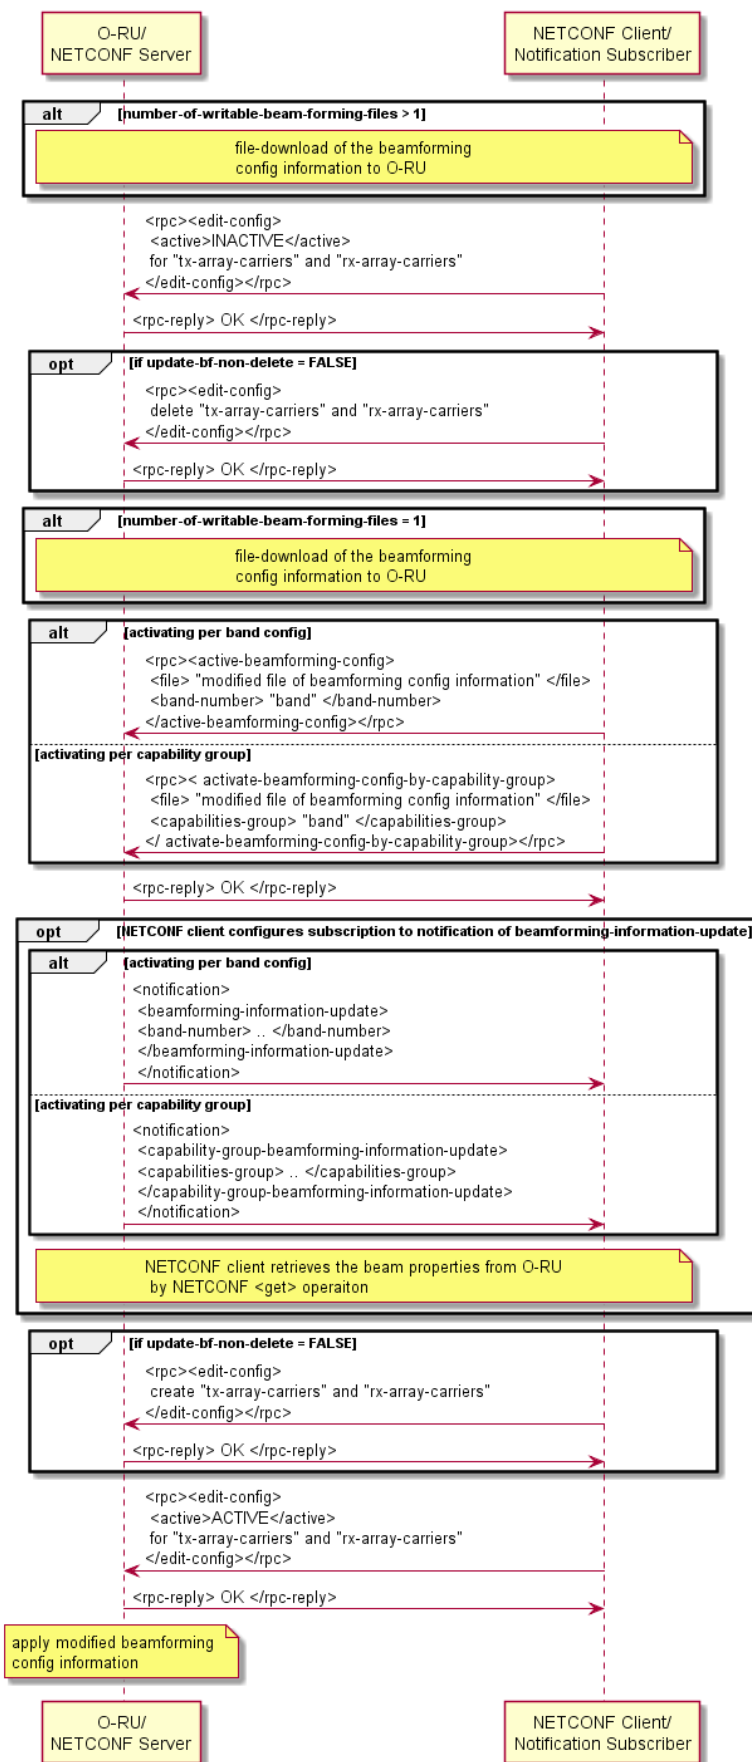 O-RU/
NETCONF Server
NETCONF Client/
Notification Subscriber
alt [number-of-writable-beam-forming-files > 1]
file-download of the beamforming
config information to O-RU
<rpc><edit-config>
<active>INACTIVE</active>
for "tx-array-carriers" and "rx-array-carriers"
</edit-config></rpc>
<rpc-reply> OK </rpc-reply>
opt [if update-bf-non-delete = FALSE]
<rpc><edit-config>
delete "tx-array-carriers" and "rx-array-carriers"
</edit-config></rpc>
<rpc-reply> OK </rpc-reply>
alt [number-of-writable-beam-forming-files = 1]
file-download of the beamforming
config information to O-RU
alt [activating per band config]
<rpc><active-beamforming-config>
<file> "modified file of beamforming config information" </file>
<band-number> "band" </band-number>
</active-beamforming-config></rpc>
[activating per capability group]
<rpc>< activate-beamforming-config-by-capability-group>
<file> "modified file of beamforming config information" </file>
<capabilities-group> "band" </capabilities-group>
</ activate-beamforming-config-by-capability-group></rpc>
<rpc-reply> OK </rpc-reply>
opt [NETCONF client configures subscription to notification of beamforming-information-update]
alt [activating per band config]
<notification>
<beamforming-information-update>
<band-number> .. </band-number>
</beamforming-information-update>
</notification>
[activating per capability group]
<notification>
<capability-group-beamforming-information-update>
<capabilities-group> .. </capabilities-group>
</capability-group-beamforming-information-update>
</notification>
NETCONF client retrieves the beam properties from O-RU
by NETCONF <get> operaiton
opt [if update-bf-non-delete = FALSE]
<rpc><edit-config>
create "tx-array-carriers" and "rx-array-carriers"
</edit-config></rpc>
<rpc-reply> OK </rpc-reply>
<rpc><edit-config>
<active>ACTIVE</active>
for "tx-array-carriers" and "rx-array-carriers"
</edit-config></rpc>
<rpc-reply> OK </rpc-reply>
apply modified beamforming
config information
O-RU/
NETCONF Server
NETCONF Client/
Notification Subscriber